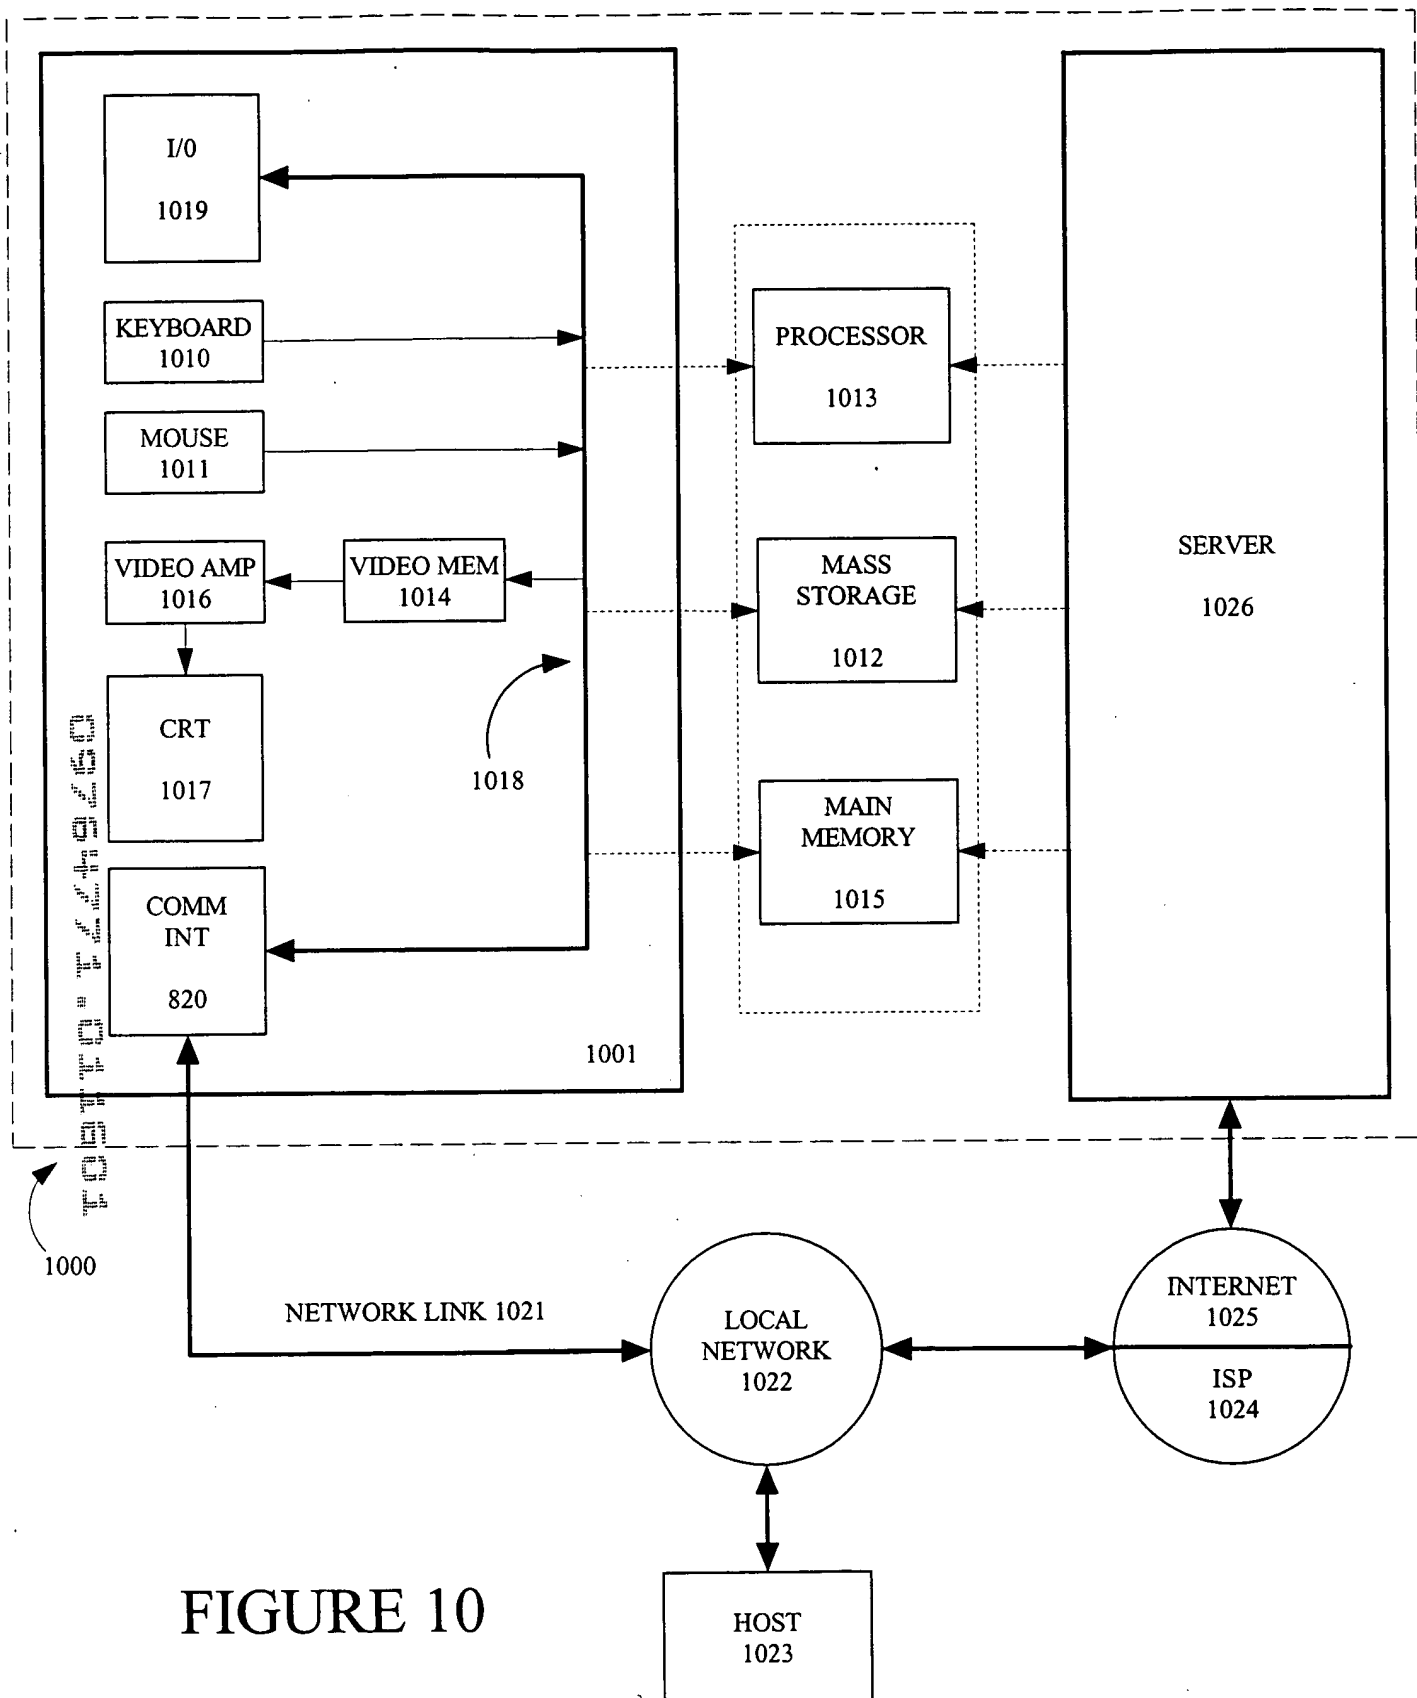 I/0
1019
KEYBOARD
1010
MOUSE
1011
VIDEO AMP
1016
VIDEO MEM
1014
CRT
1017
1018
COMM
INT
820
1001
PROCESSOR
1013
MASS
STORAGE
1012
MAIN
MEMORY
1015
SERVER
1026
1000
NETWORK LINK 1021
LOCAL
NETWORK
1022
INTERNET
1025
ISP
1024
HOST
1023
FIGURE 10